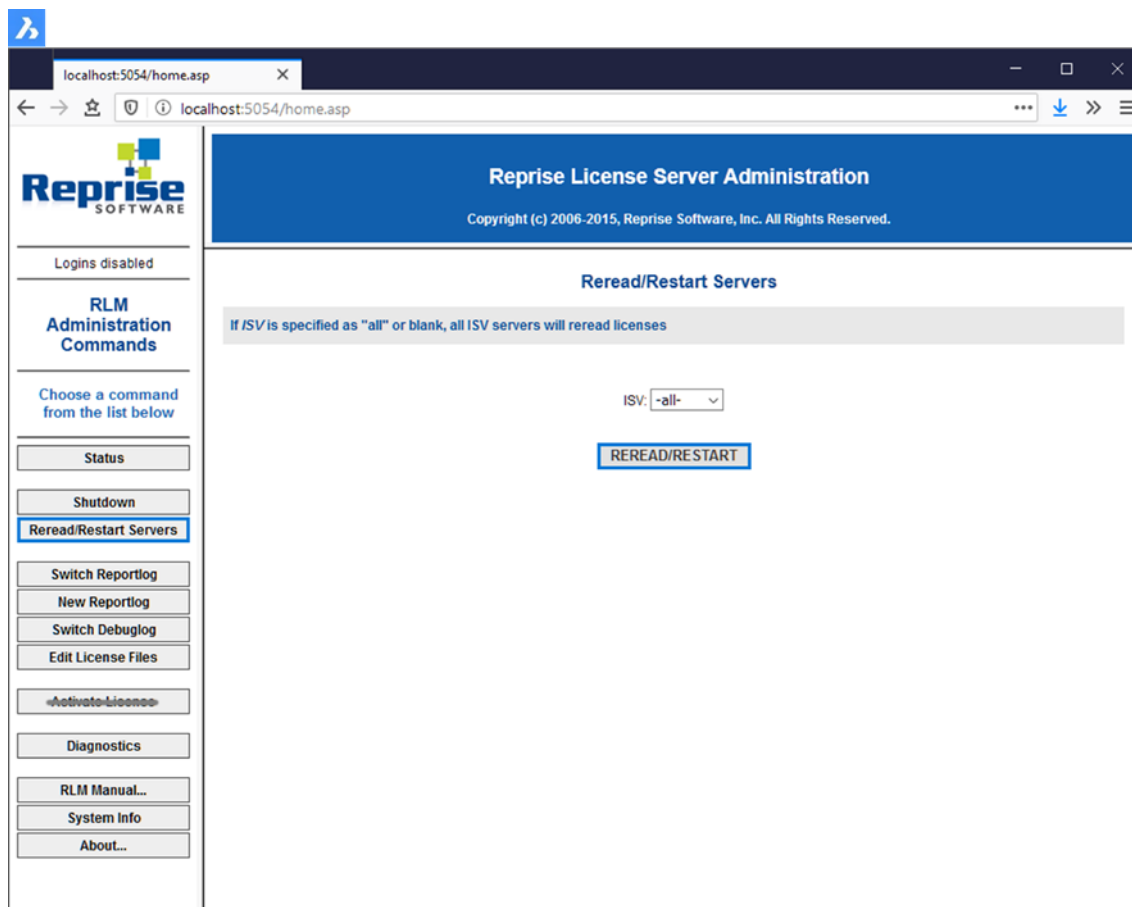 localhost:5054/home.asp
localhost:5054/home.asp
Reprise
SOFTWARE
Reprise License Server Administration
Copyright (c) 2006-2015, Reprise Software, Inc. All Rights Reserved.
Logins disabled
RLM
Administration
Commands
Choose a command
from the list below
Status
Shutdown
Reread/Restart Servers
Switch Reportlog
New Reportlog
Switch Debuglog
Edit License Files
Activate License
Diagnostics
RLM Manual...
System Info
About...
Reread/Restart Servers
If ISV is specified as "all" or blank, all ISV servers will reread licenses
ISV: -all-
REREAD/RESTART